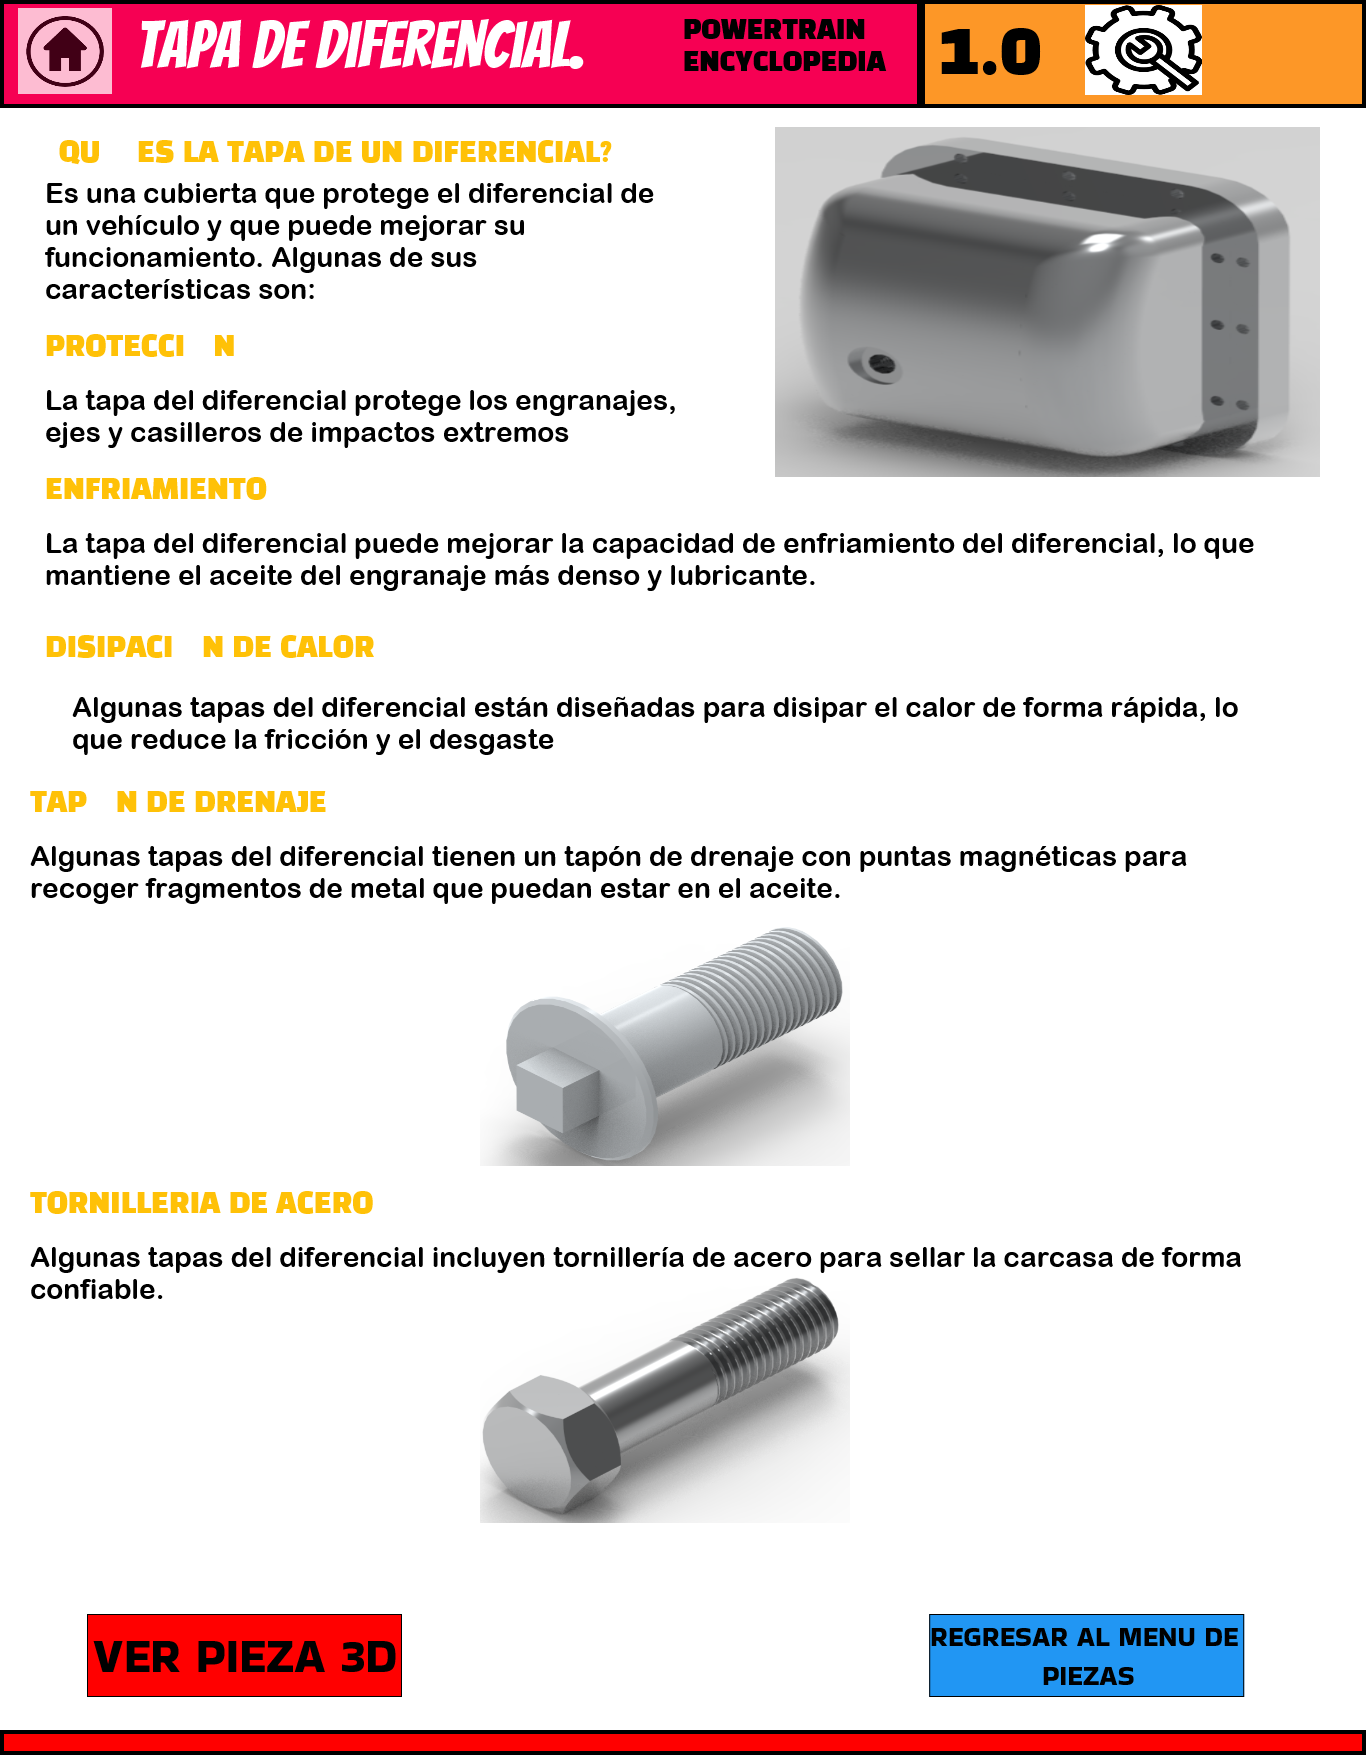 TAPA DE DIFERENCIAL.
POWERTRAIN
ENCYCLOPEDIA
1.0
QU ES LA TAPA DE UN DIFERENCIAL?
Es una cubierta que protege el diferencial de
un vehículo y que puede mejorar su
funcionamiento. Algunas de sus
características son:
PROTECCI N
La tapa del diferencial protege los engranajes,
ejes y casilleros de impactos extremos
ENFRIAMIENTO
La tapa del diferencial puede mejorar la capacidad de enfriamiento del diferencial, lo que
mantiene el aceite del engranaje más denso y lubricante.
DISIPACI N DE CALOR
Algunas tapas del diferencial están diseñadas para disipar el calor de forma rápida, lo
que reduce la fricción y el desgaste
TAP N DE DRENAJE
Algunas tapas del diferencial tienen un tapón de drenaje con puntas magnéticas para
recoger fragmentos de metal que puedan estar en el aceite.
TORNILLERIA DE ACERO
Algunas tapas del diferencial incluyen tornillería de acero para sellar la carcasa de forma
confiable.
VER PIEZA 3D
REGRESAR AL MENU DE
PIEZAS